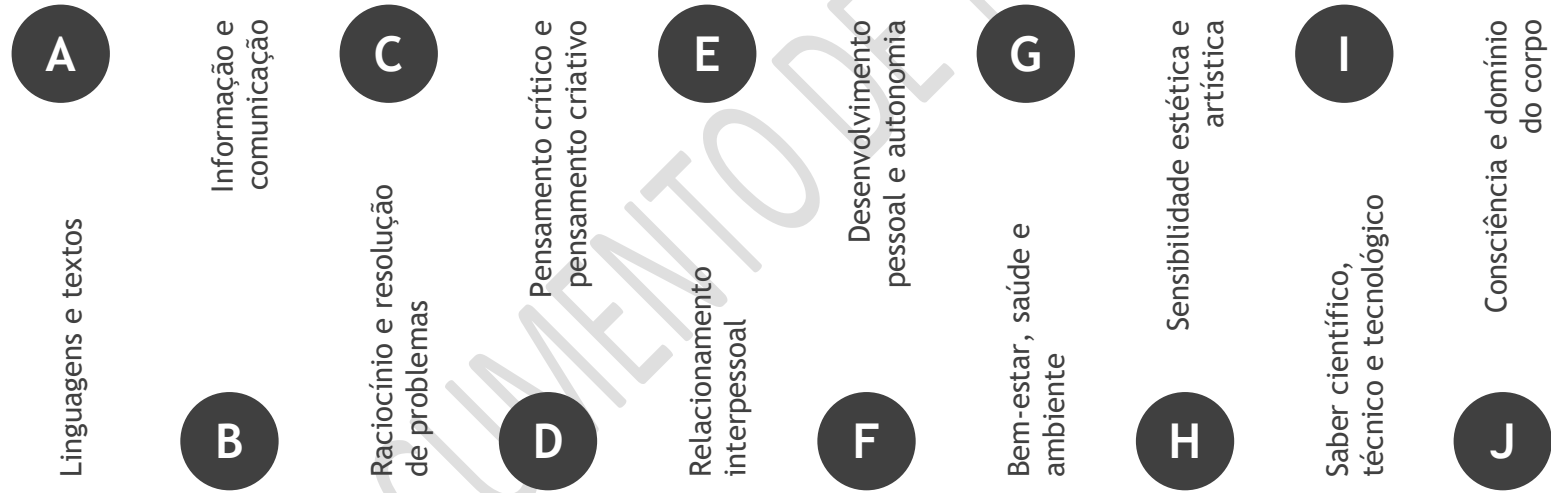 A
Linguagens e textos
Informação e
comunicação
B
C
Raciocínio e resolução
de problemas
Pensamento crítico e
pensamento criativo
D
E
Relacionamento
interpessoal
Desenvolvimento
pessoal e autonomia
F
G
Bem-estar, saúde e
ambiente
Sensibilidade estética e
artística
H
I
Saber científico,
técnico e tecnológico
Consciência e domínio
do corpo
J